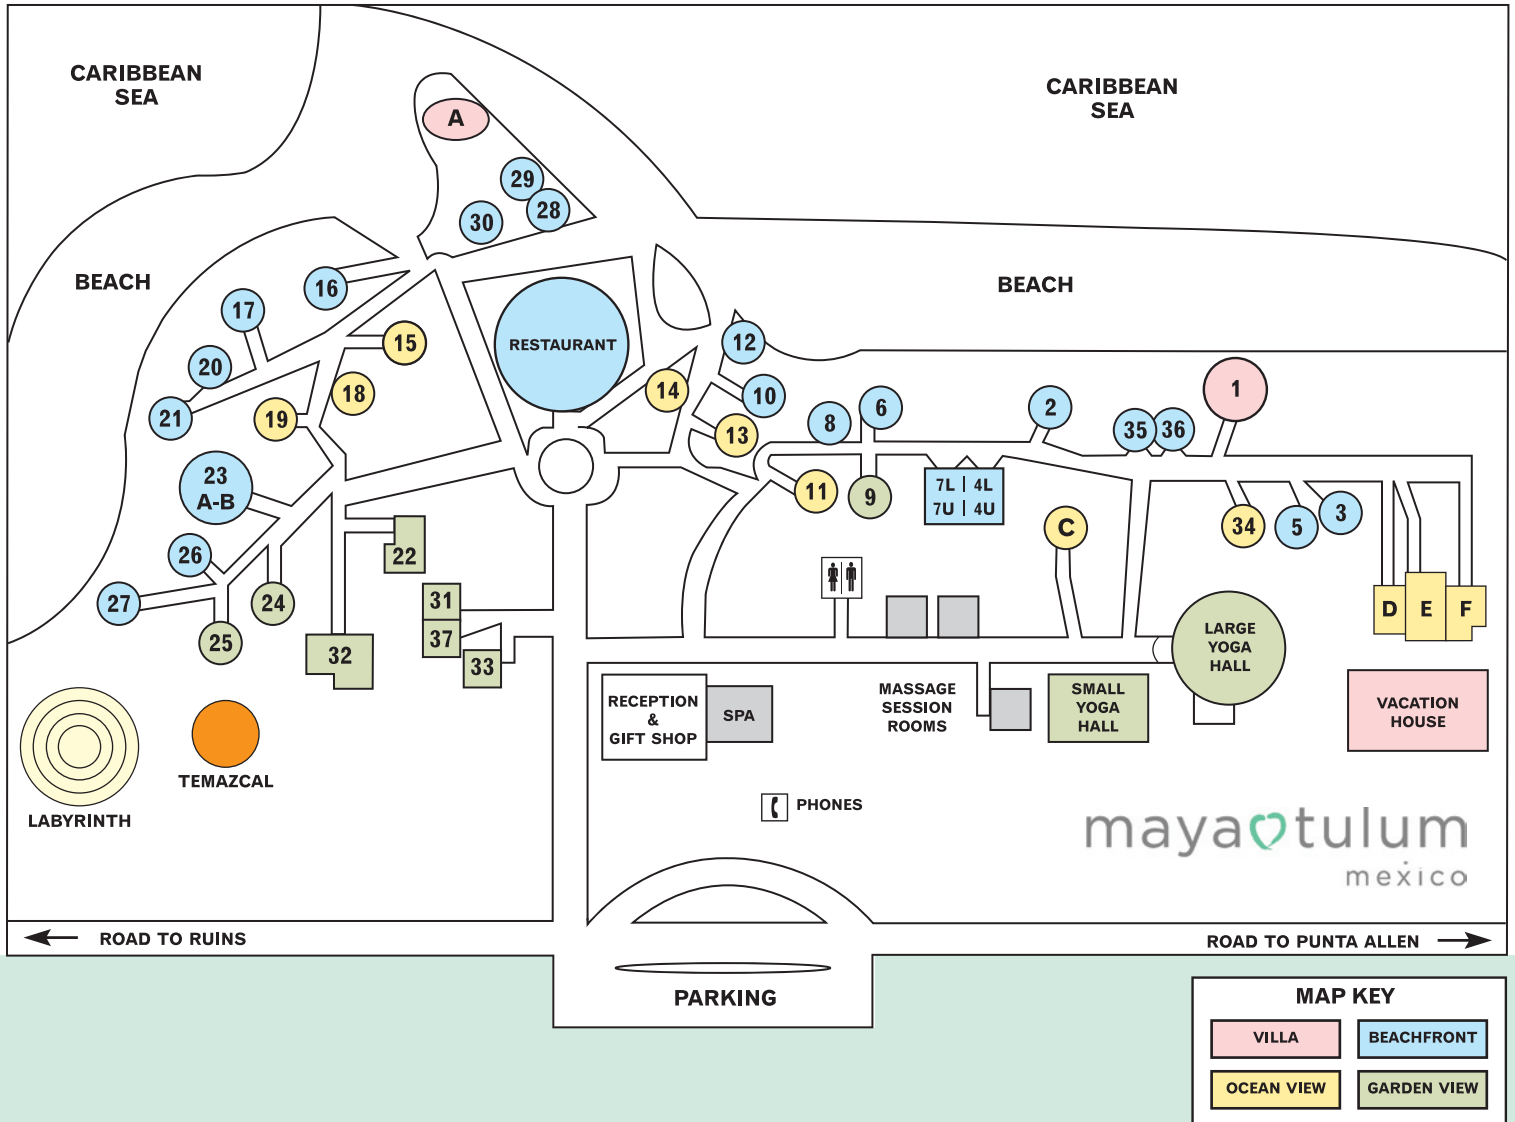 CARIBBEAN
SEA
CARIBBEAN
SEA
A
29
28
30
BEACH
BEACH
16
17
15
RESTAURANT
12
20
18
14
10
1
21
19
13
8
6
2
35
36
23
A-B
11
9
7L | 4L
7U | 4U
C
34
5
3
26
22
27
24
31
25
37
32
33
D
E
F
LARGE
YOGA
HALL
RECEPTION
&
GIFT SHOP
SPA
MASSAGE
SESSION
ROOMS
SMALL
YOGA
HALL
VACATION
HOUSE
TEMAZCAL
LABYRINTH
PHONES
maya tulum
mexico
ROAD TO RUINS
ROAD TO PUNTA ALLEN
PARKING
MAP KEY
VILLA
BEACHFRONT
OCEAN VIEW
GARDEN VIEW